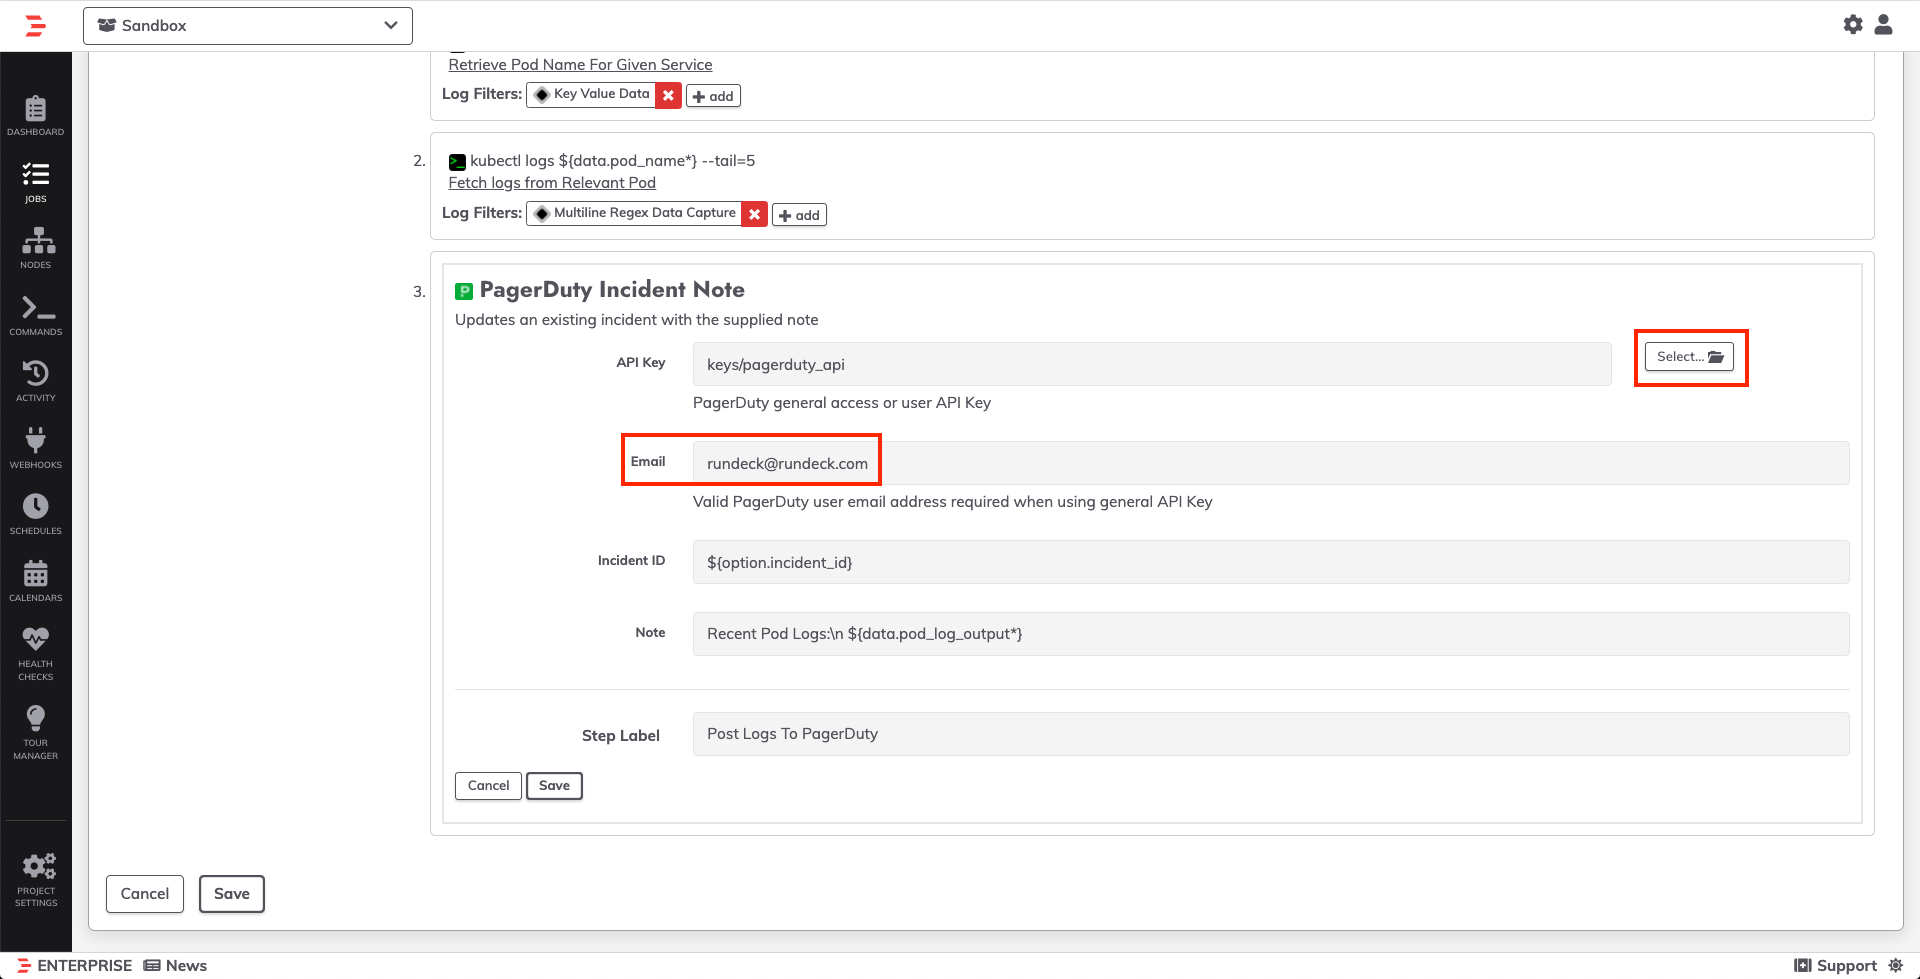 Sandbox
DASHBOARD
JOBS
NODES
COMMANDS
ACTIVITY
WEBHOOKS
SCHEDULES
CALENDARS
HEALTH
CHECKS
TOUR
MANAGER
PROJECT
SETTINGS
Retrieve Pod Name For Given Service
Log Filters: Key Value Data add
2. kubectl logs ${data.pod_name*} --tail=5
Fetch logs from Relevant Pod
Log Filters: Multiline Regex Data Capture add
3. PagerDuty Incident Note
Updates an existing incident with the supplied note
API Key keys/pagerduty_api Select...
PagerDuty general access or user API Key
Email rundeck@rundeck.com
Valid PagerDuty user email address required when using general API Key
Incident ID ${option.incident_id}
Note Recent Pod Logs:\n ${data.pod_log_output*}
Step Label Post Logs To PagerDuty
Cancel Save
Cancel Save
ENTERPRISE News Support